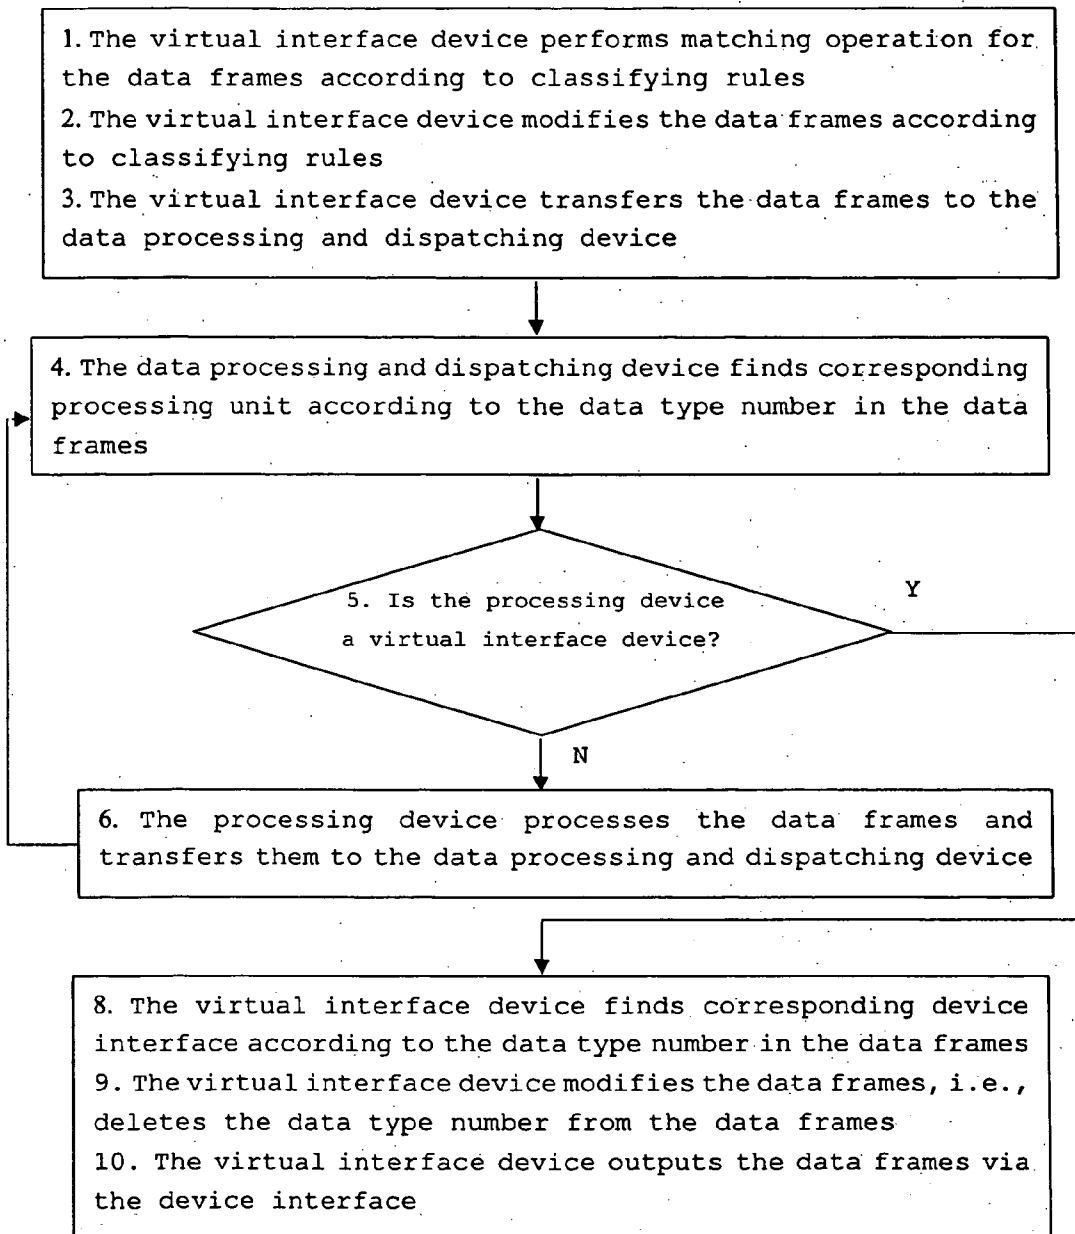 1. The virtual interface device performs matching operation for
the data frames according to classifying rules
2. The virtual interface device modifies the data frames according
to classifying rules
3. The virtual interface device transfers the data frames to the
data processing and dispatching device
4. The data processing and dispatching device finds corresponding
processing unit according to the data type number in the data
frames
5. Is the processing device
a virtual interface device?
Y
N
6. The processing device processes the data frames and
transfers them to the data processing and dispatching device
8. The virtual interface device finds corresponding device
interface according to the data type number in the data frames
9. The virtual interface device modifies the data frames, i.e.,
deletes the data type number from the data frames
10. The virtual interface device outputs the data frames via
the device interface